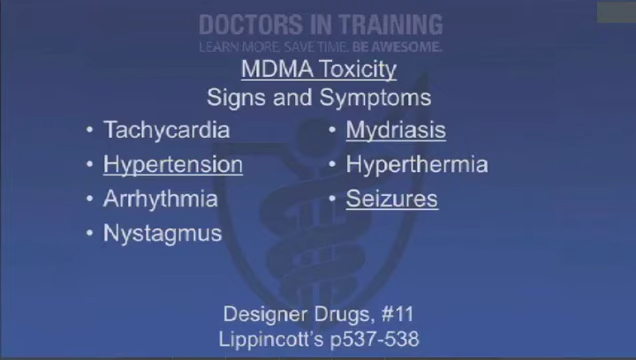 DOCTORS IN TRAINING
LEARN MORE. SAVE TIME. BE AWESOME.
MDMA Toxicity
Signs and Symptoms
• Tachycardia
• Hypertension
• Arrhythmia
• Nystagmus
• Mydriasis
• Hyperthermia
• Seizures
Designer Drugs, #11
Lippincott's p537-538